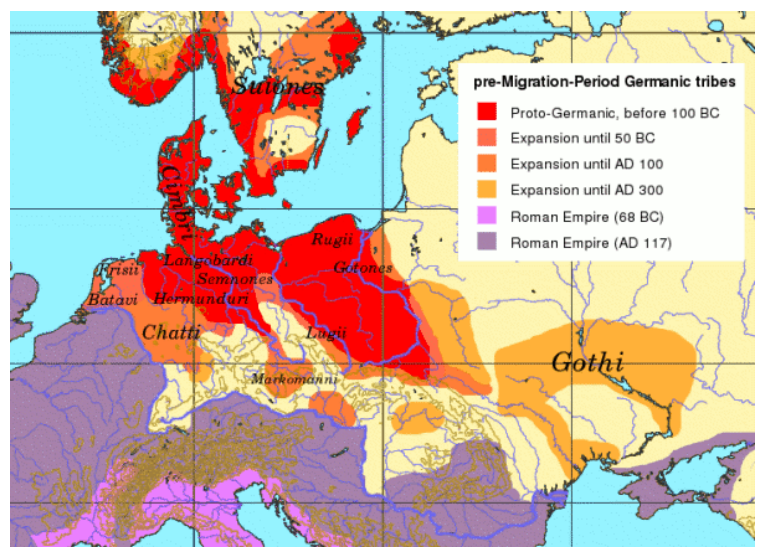 pre-Migration-Period Germanic tribes
Proto-Germanic, before 100 BC
Expansion until 50 BC
Expansion until AD 100
Expansion until AD 300
Roman Empire (68 BC)
Roman Empire (AD 117)
Suiones
Cimbri
Rugii
Frisii
Langobardi
Gotones
Semnones
Batavi
Hermunduri
Chatti
Lugii
Gothi
Markomanni